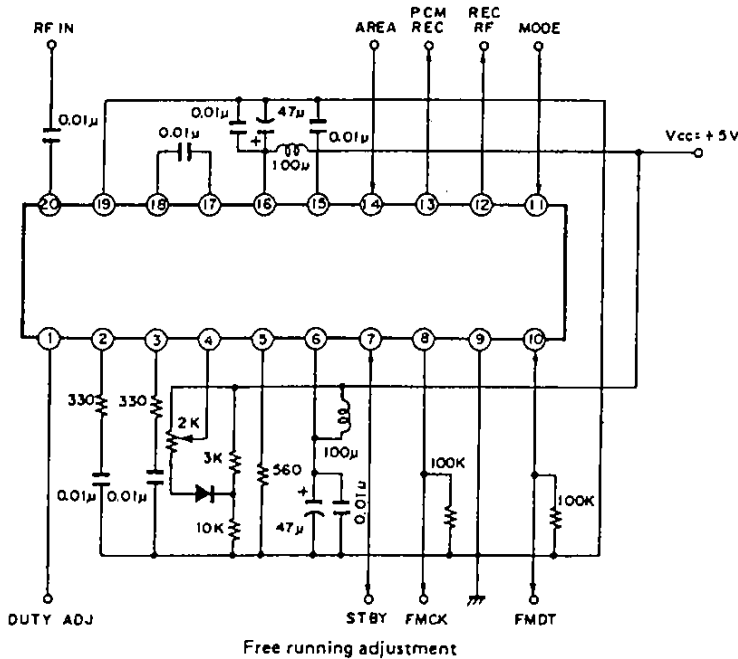 RF IN
AREA
PCM REC
REC RF
MODE
0.01μ
0.01μ
47μ
0.01μ
+
100μ
0.01μ
Vcc=+5V
20
19
18
17
16
15
14
13
12
11
1
2
3
4
5
6
7
8
9
10
330
330
2K
3K
560
100μ
100K
100K
0.01μ
0.01μ
10K
+
47μ
0.01μ
DUTY ADJ
STBY
FMCK
FMDT
Free running adjustment